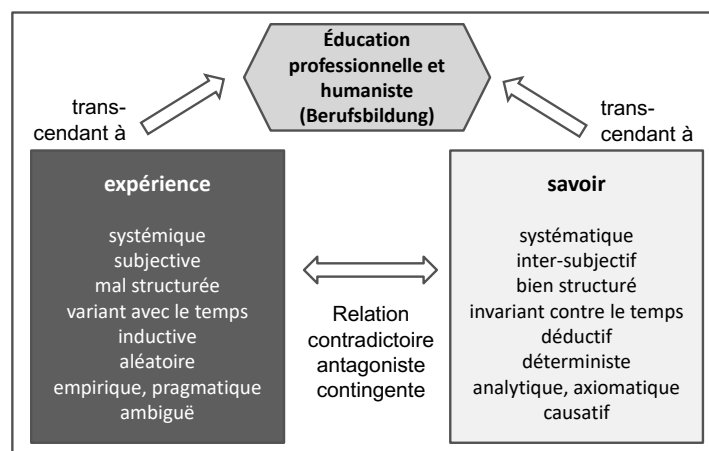 Éducation
professionnelle et
humaniste
(Berufsbildung)
trans-
cendant à
trans-
cendant à
expérience
systémique
subjective
mal structurée
variant avec le temps
inductive
aléatoire
empirique, pragmatique
ambiguë
Relation
contradictoire
antagoniste
contingente
savoir
systématique
inter-subjectif
bien structuré
invariant contre le temps
déductif
déterministe
analytique, axiomatique
causatif